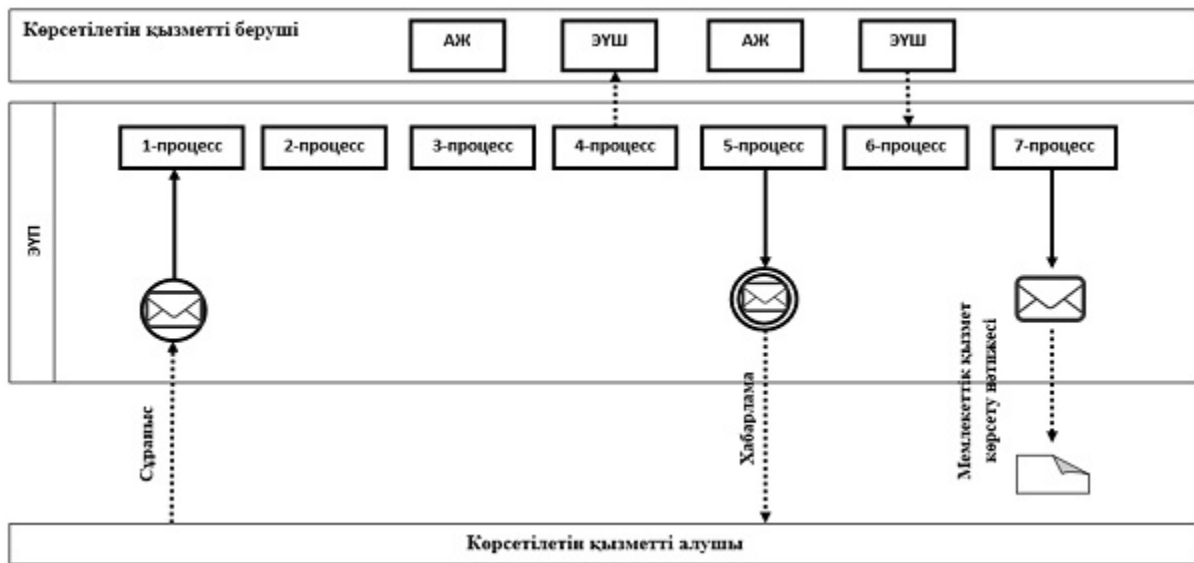 Көрсетілетін қызметті беруші
АЖ
ЭҮШ
АЖ
ЭҮШ
ЭҮП
1-процесс
2-процесс
3-процесс
4-процесс
5-процесс
6-процесс
7-процесс
Сұраныс
Хабарлама
Мемлекеттік қызмет
көрсету нәтижесі
Көрсетілетін қызметті алушы